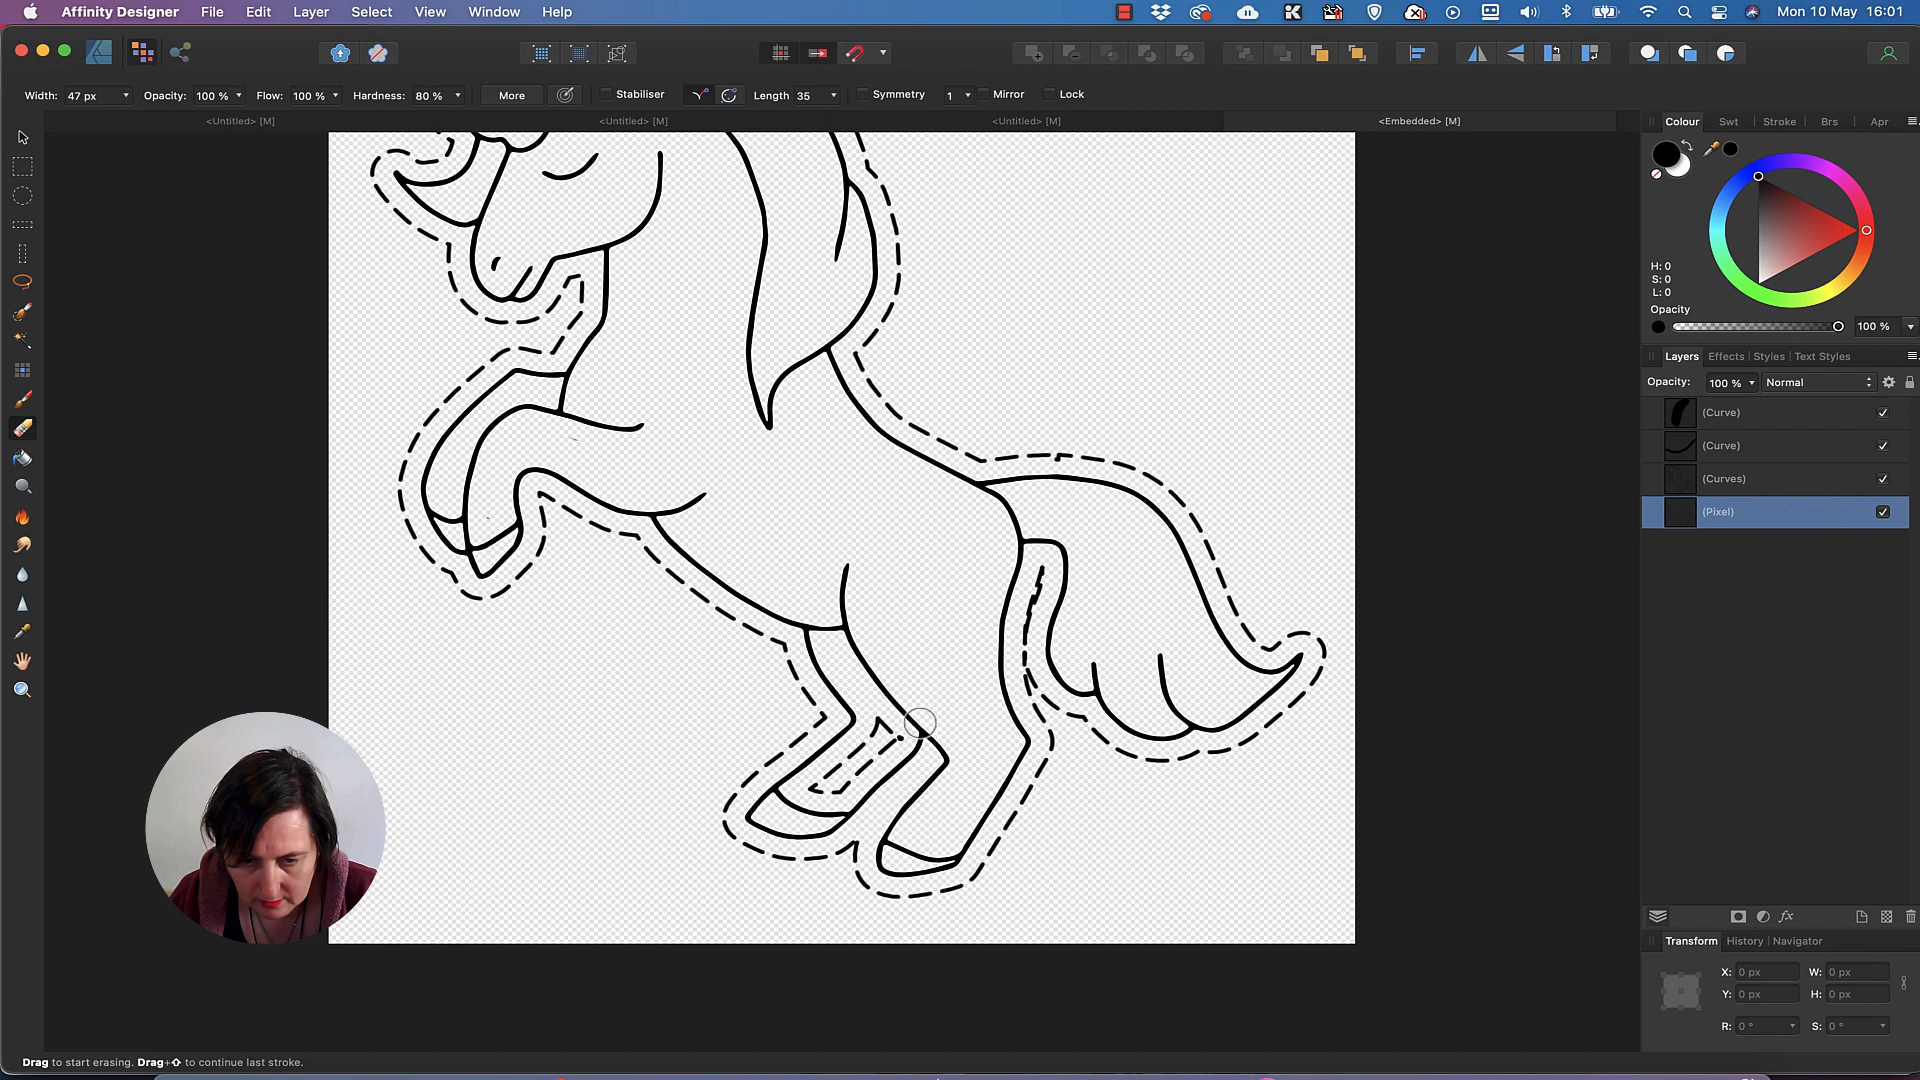 Affinity Designer File Edit Layer Select View Window Help Mon 10 May 16:01
Width: 47 px Opacity: 100 % Flow: 100 % Hardness: 80 % More Stabiliser Length 35 Symmetry 1 Mirror Lock
<Untitled> [M] <Untitled> [M] <Untitled> [M] <Embedded> [M]
Colour Swt Stroke Brs Apr
H: 0
S: 0
L: 0
Opacity
100 %
Layers Effects Styles Text Styles
Opacity: 100 % Normal
(Curve)
(Curve)
(Curves)
(Pixel)
fx
Transform History Navigator
X: 0 px W: 0 px
Y: 0 px H: 0 px
R: 0 ° S: 0 °
Drag to start erasing. Drag+⇧ to continue last stroke.